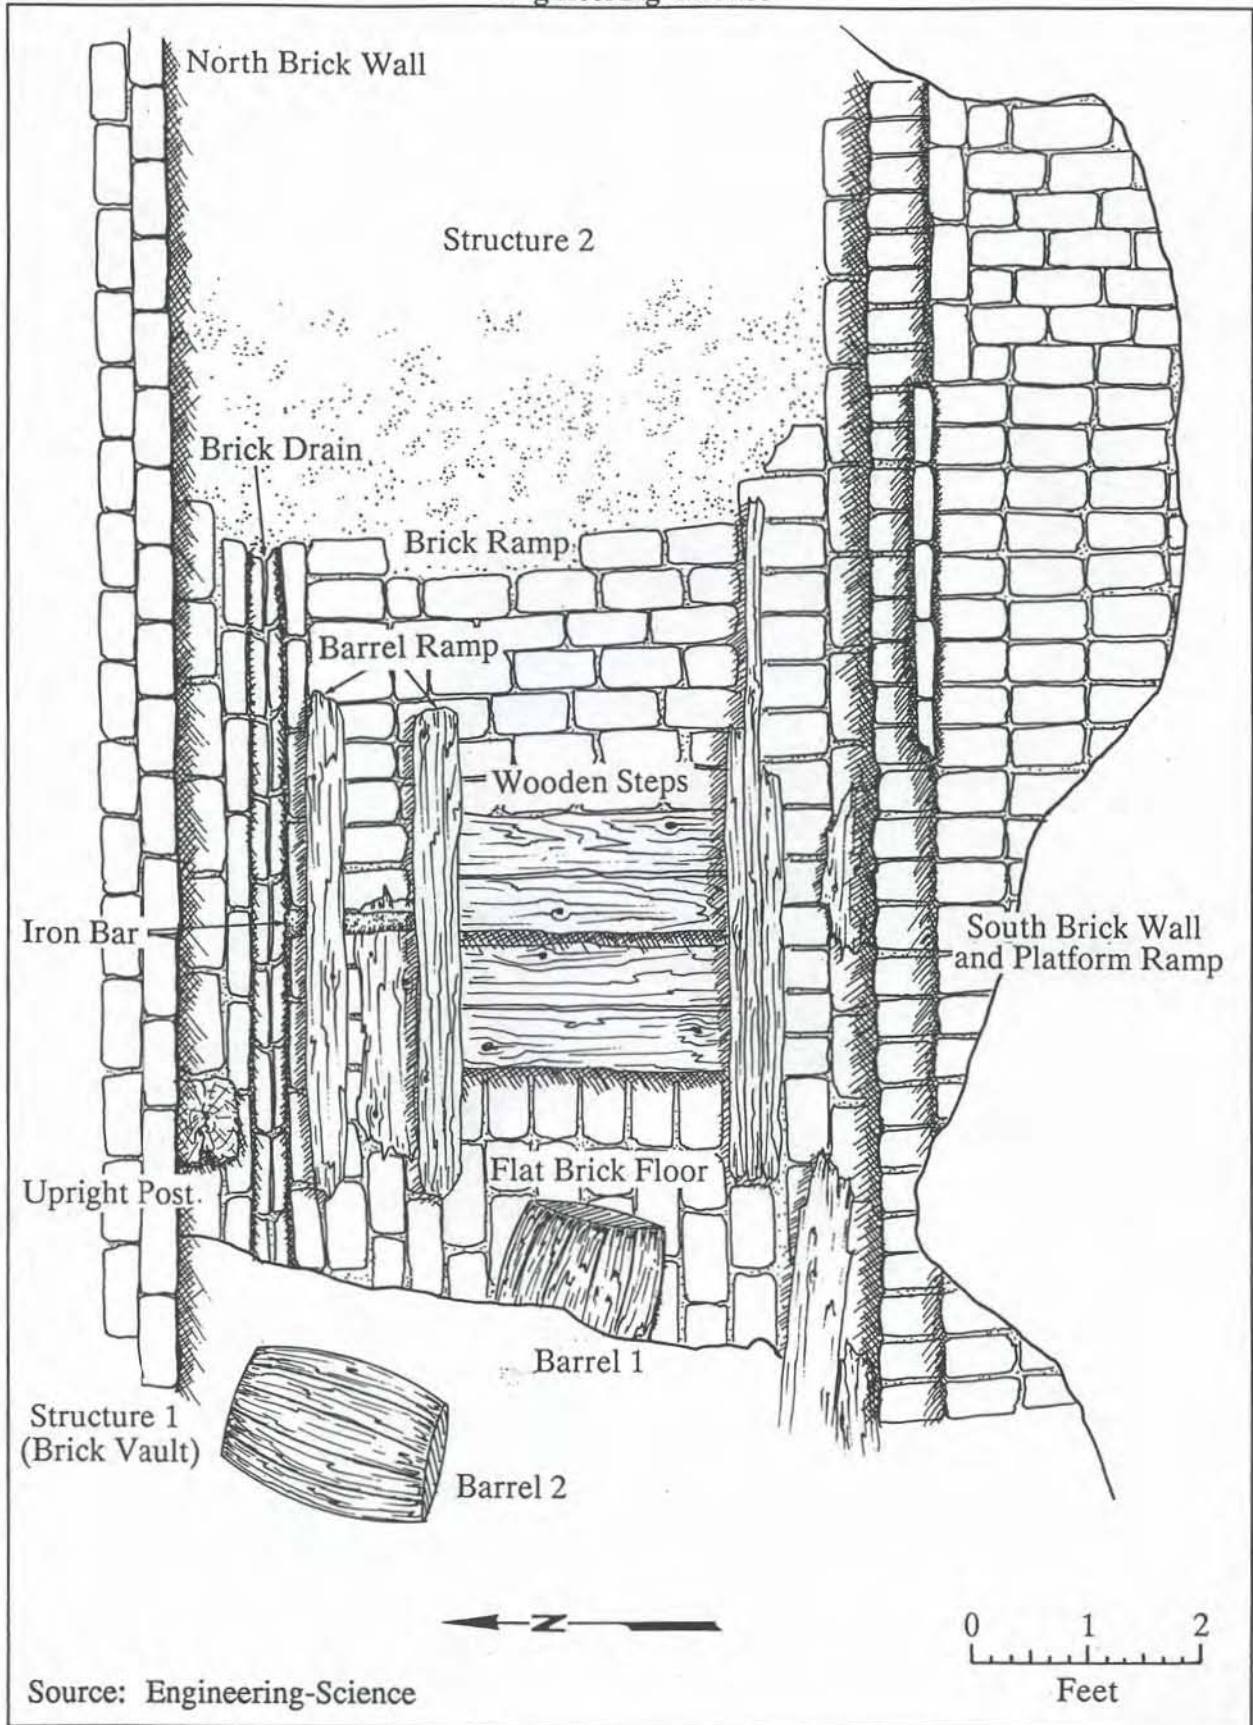 North Brick Wall
Structure 2
Brick Drain
Brick Ramp
Barrel Ramp
Wooden Steps
Iron Bar
South Brick Wall
and Platform Ramp
Flat Brick Floor
Upright Post
Barrel 1
Structure 1
(Brick Vault)
Barrel 2
N
0 1 2
Feet
Source: Engineering-Science